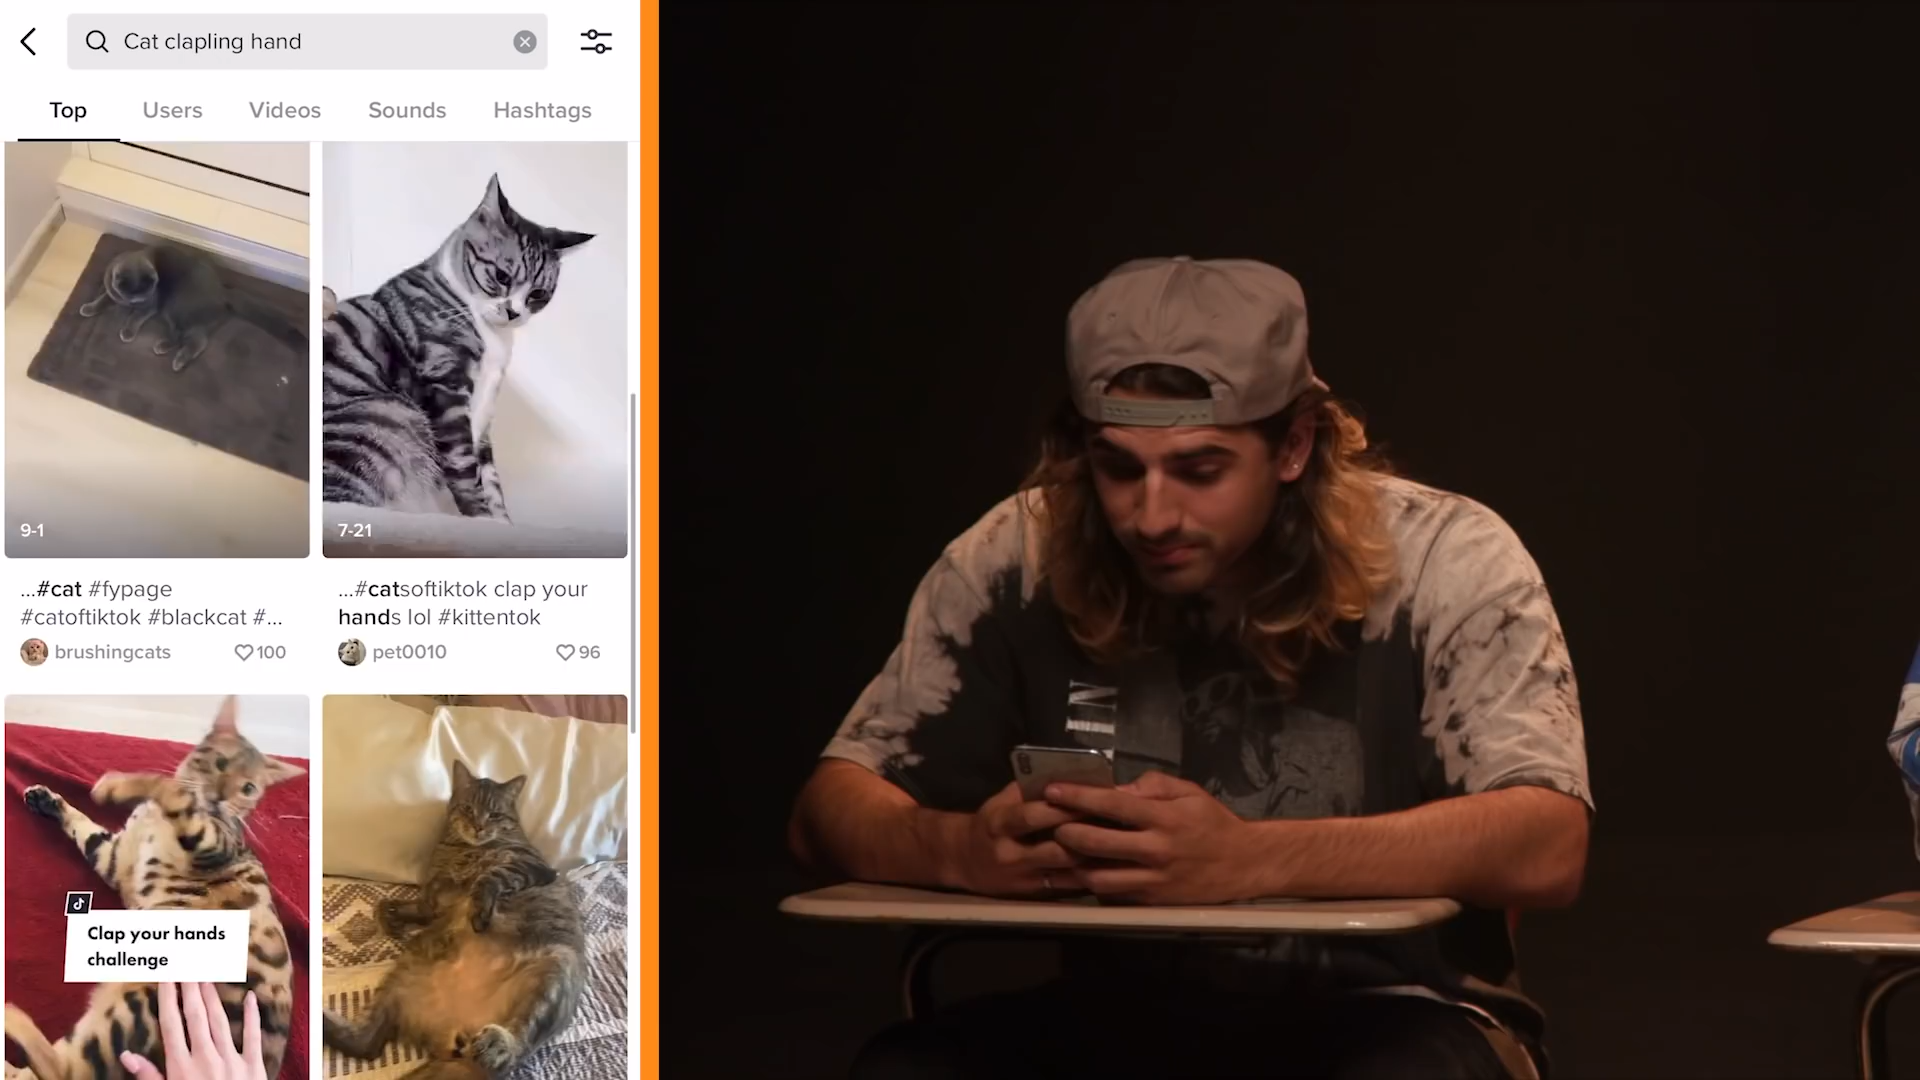 Cat clapling hand
Top Users Videos Sounds Hashtags
9-1
7-21
...#cat #fypage
#catoftiktok #blackcat #...
brushingcats 100
...#catsoftiktok clap your
hands lol #kittentok
pet0010 96
Clap your hands
challenge